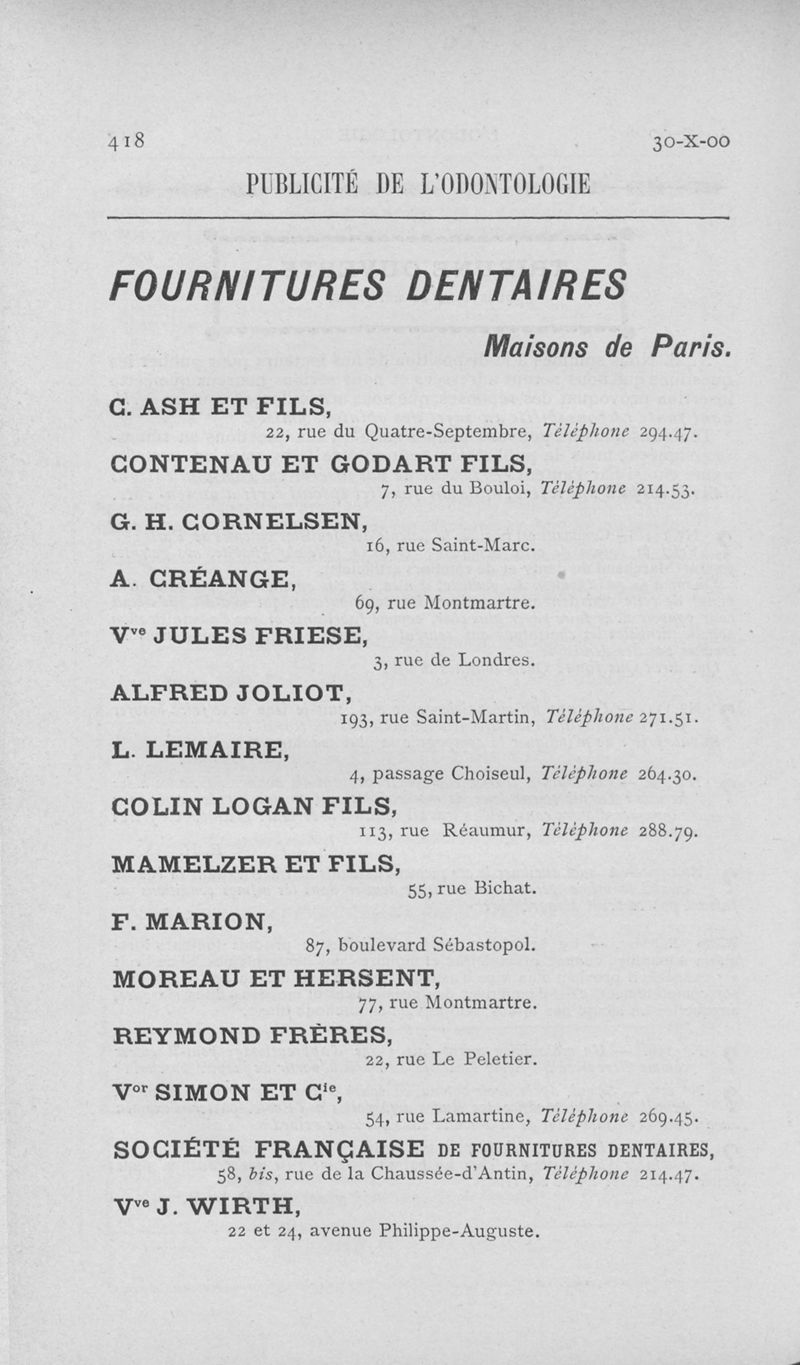 418 30-X-00
PUBLICITÉ DE L'ODONTOLOGIE
FOURNITURES DENTAIRES
Maisons de Paris.
C. ASH ET FILS,
22, rue du Quatre-Septembre, Téléphone 294.47.
CONTENAU ET GODART FILS,
7, rue du Bouloi, Téléphone 214.53.
G. H. CORNELSEN,
16, rue Saint-Marc.
A. CRÉANGE,
69, rue Montmartre.
Vve JULES FRIESE,
3, rue de Londres.
ALFRED JOLIOT,
193, rue Saint-Martin, Téléphone 271.51.
L. LEMAIRE,
4, passage Choiseul, Téléphone 264.30.
COLIN LOGAN FILS,
113, rue Réaumur, Téléphone 288.79.
MAMELZER ET FILS,
55, rue Bichat.
F. MARION,
87, boulevard Sébastopol.
MOREAU ET HERSENT,
77, rue Montmartre.
REYMOND FRÈRES,
22, rue Le Peletier.
Vor SIMON ET Cie,
54, rue Lamartine, Téléphone 269.45.
SOCIÉTÉ FRANÇAISE DE FOURNITURES DENTAIRES,
58, bis, rue de la Chaussée-d'Antin, Téléphone 214.47.
Vve J. WIRTH,
22 et 24, avenue Philippe-Auguste.